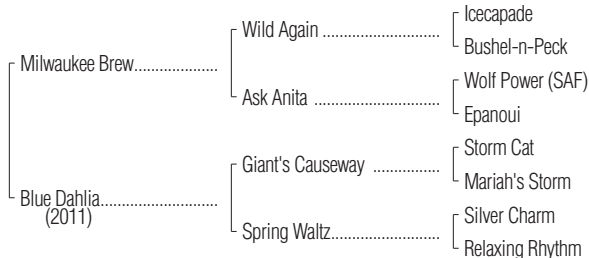 Milwaukee Brew
Blue Dahlia
(2011)
Wild Again
Ask Anita
Giant's Causeway
Spring Waltz
Icecapade
Bushel-n-Peck
Wolf Power (SAF)
Epanoui
Storm Cat
Mariah's Storm
Silver Charm
Relaxing Rhythm